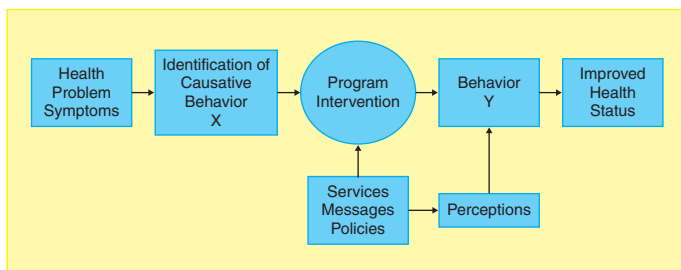 Health
Problem
Symptoms
Identification of
Causative
Behavior
X
Program
Intervention
Behavior
Y
Improved
Health
Status
Services
Messages
Policies
Perceptions